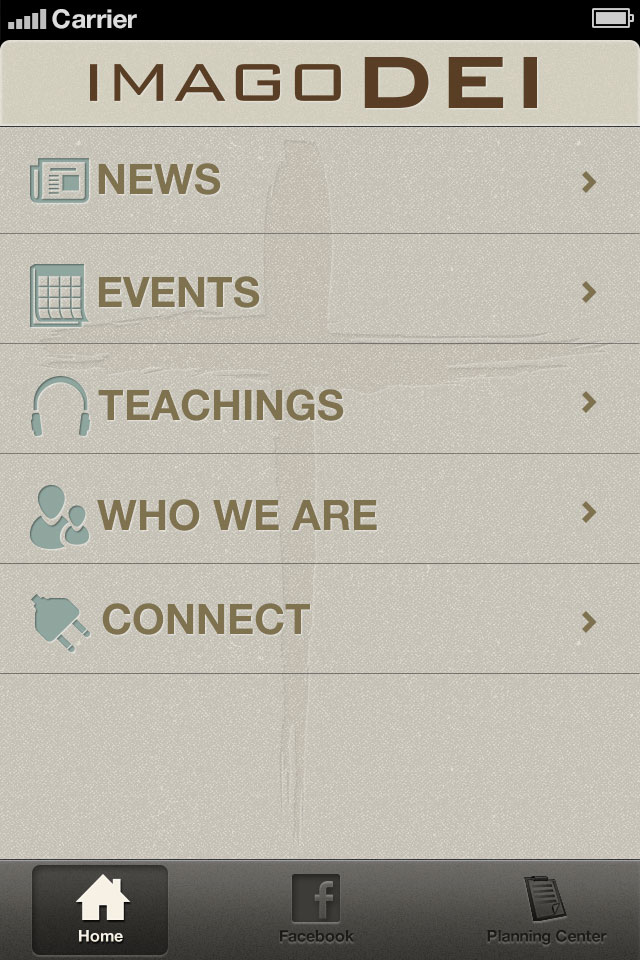 Carrier
IMAGO DEI
NEWS
EVENTS
TEACHINGS
WHO WE ARE
CONNECT
Home
Facebook
Planning Center